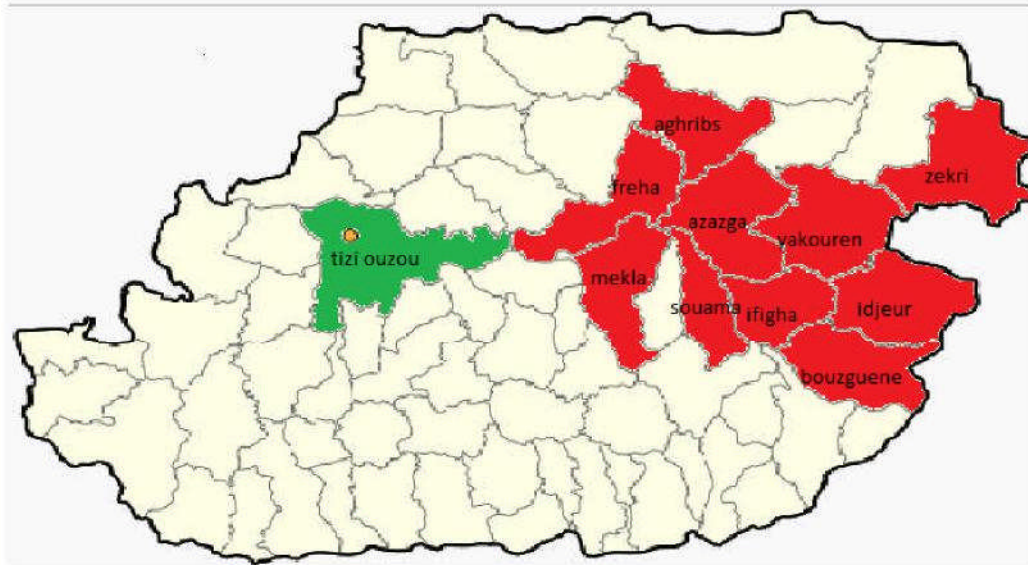 aghribs
freha
zekri
azazga
yakouren
tizi ouzou
mekla
souama
ifigha
idjeur
bouzguene